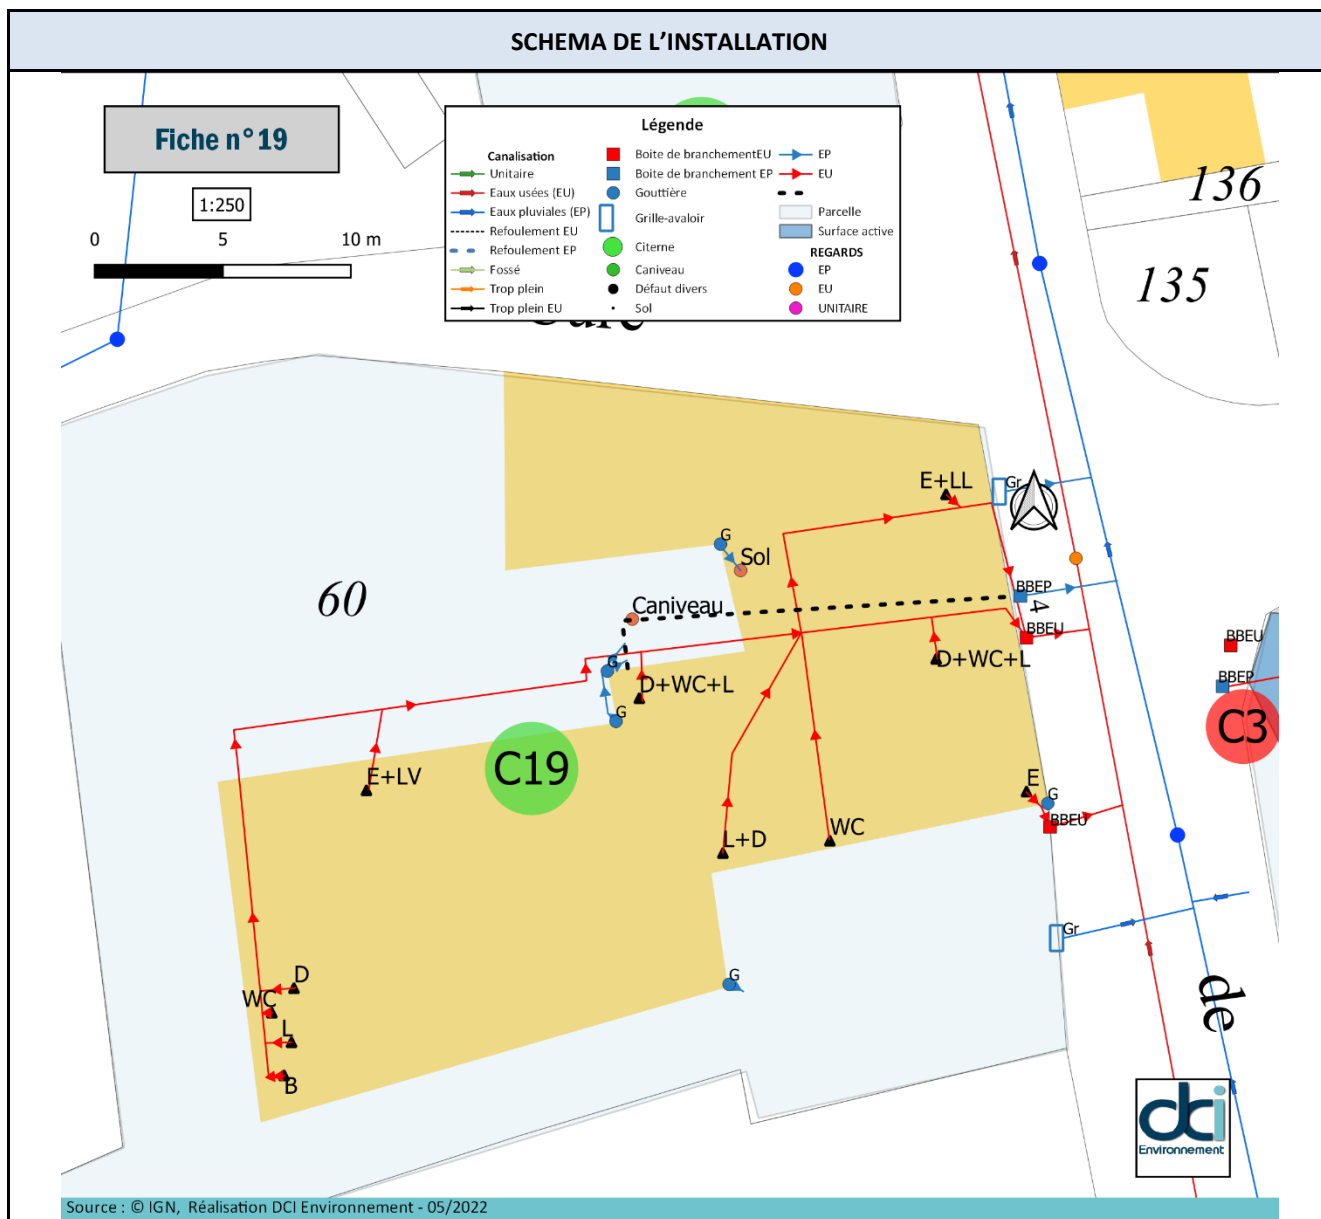 SCHEMA DE L'INSTALLATION
Fiche n°19
1:250
0 5 10 m
Légende
Canalisation
Unitaire
Eaux usées (EU)
Eaux pluviales (EP)
Refoulement EU
Refoulement EP
Fossé
Trop plein
Trop plein EU
Boite de branchementEU
Boite de branchement EP
Gouttière
Grille-avaloir
Citerne
Caniveau
Défaut divers
Sol
EP
EU
Parcelle
Surface active
REGARDS
EP
EU
UNITAIRE
136
135
E+LL
Gr
G
Sol
60
Caniveau
BBEP
4
BBEU
BBEU
G
D+WC+L
D+WC+L
BBEP
G
C3
C19
E+LV
E
G
BBEU
L+D
WC
Gr
D
G
WC
de
L
B
dci
Environnement
Source : © IGN, Réalisation DCI Environnement - 05/2022